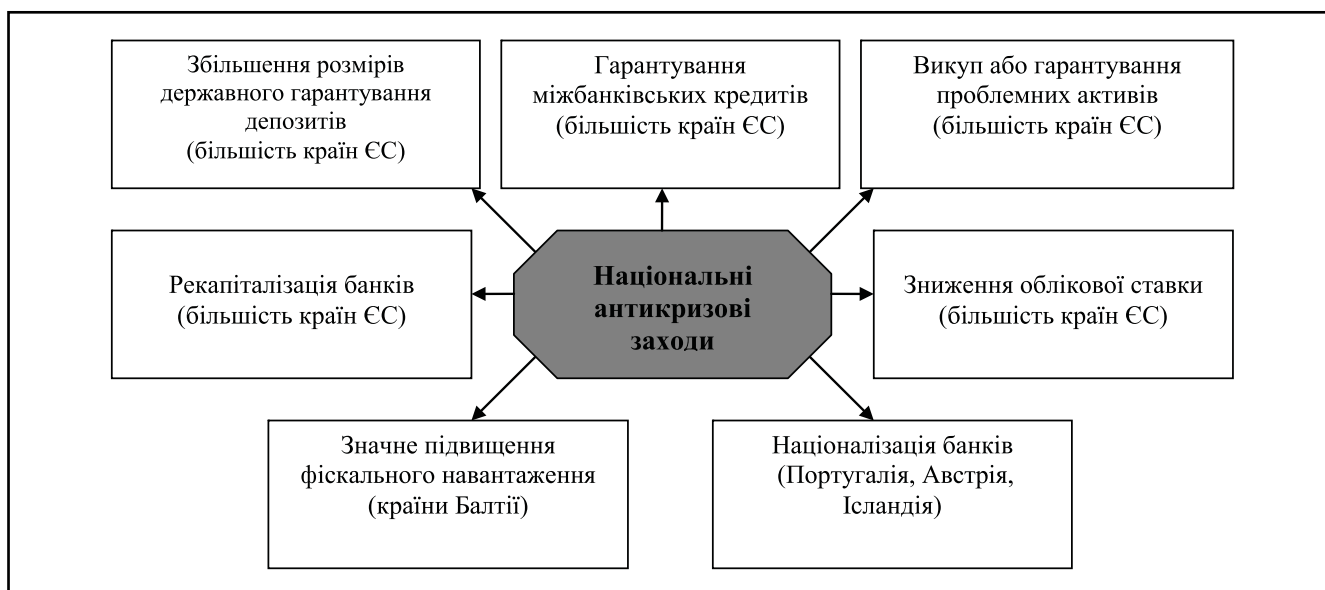 Збільшення розмірів
державного гарантування
депозитів
(більшість країн ЄС)
Гарантування
міжбанківських кредитів
(більшість країн ЄС)
Викуп або гарантування
проблемних активів
(більшість країн ЄС)
Рекапіталізація банків
(більшість країн ЄС)
Національні
антикризові
заходи
Зниження облікової ставки
(більшість країн ЄС)
Значне підвищення
фіскального навантаження
(країни Балтії)
Націоналізація банків
(Португалія, Австрія,
Ісландія)